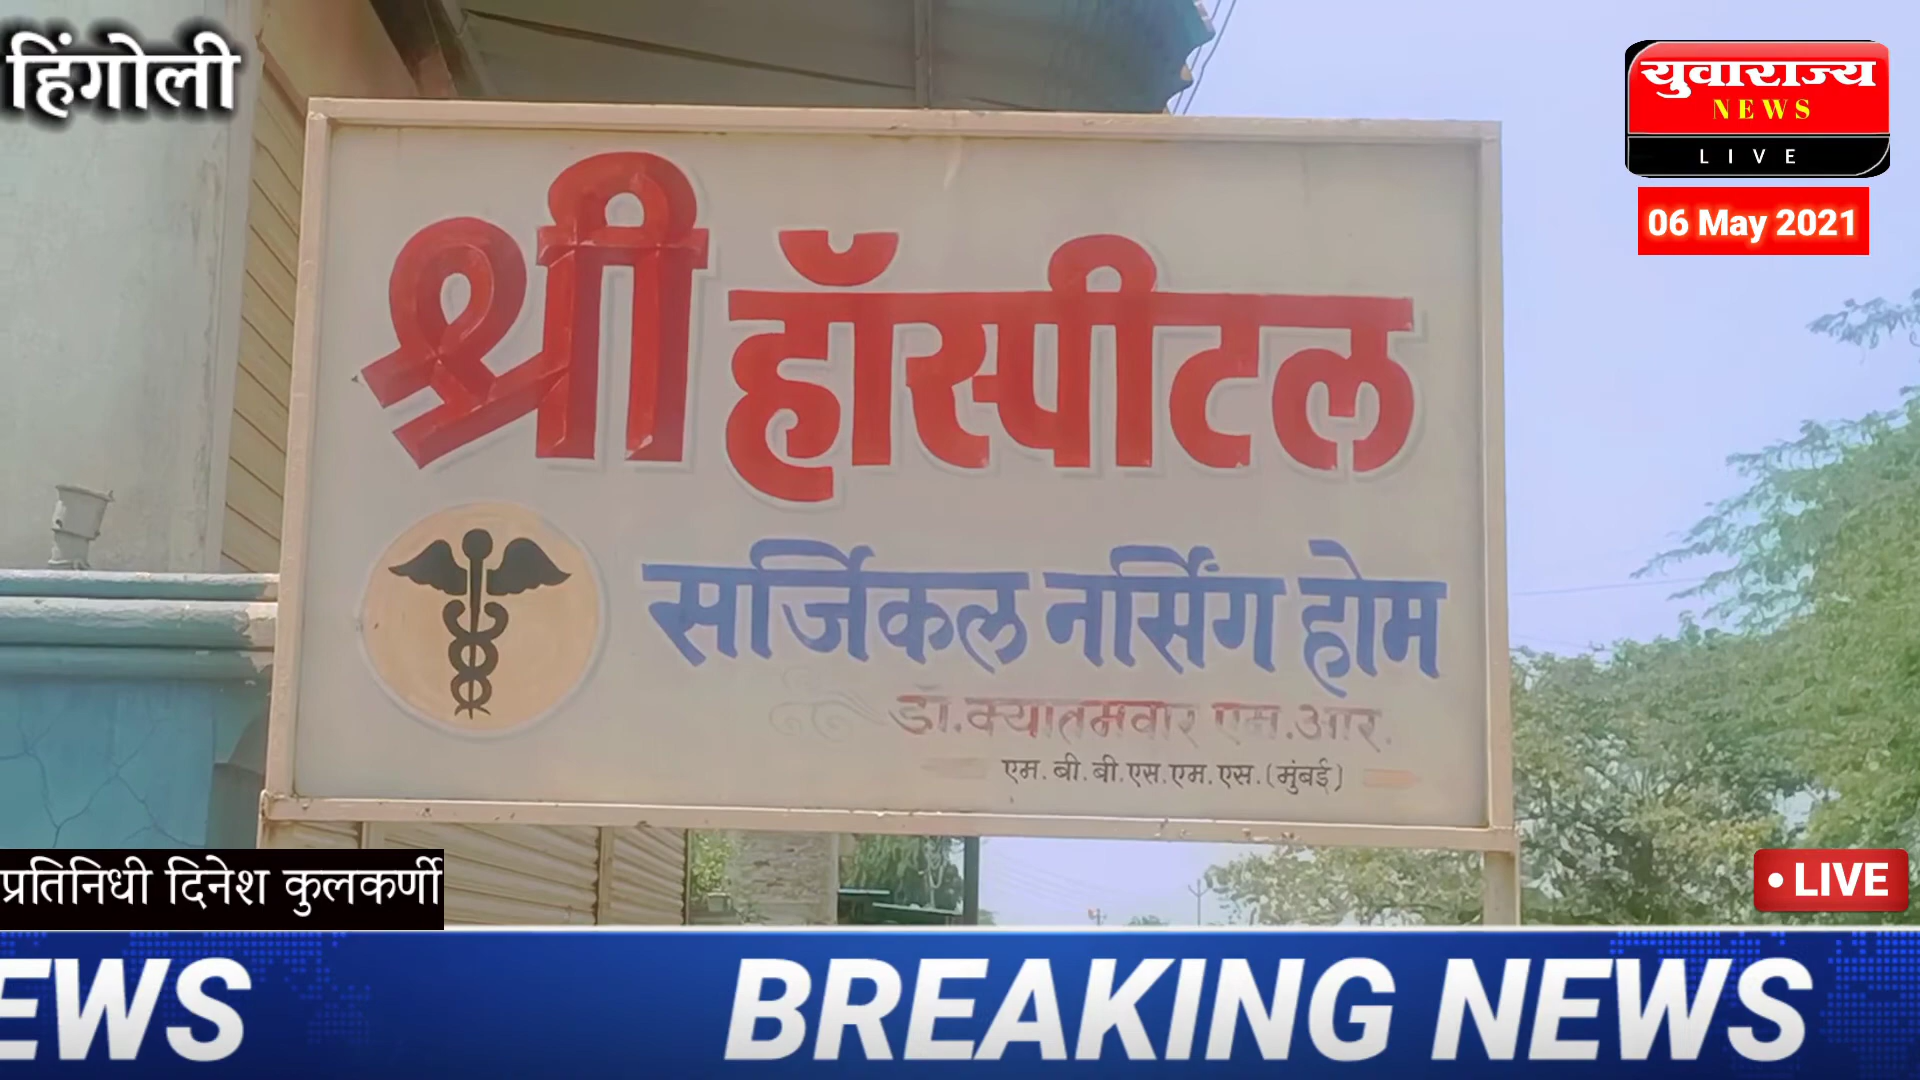 हिंगोली
युवाराज्य
NEWS
LIVE
06 May 2021
श्री हॉस्पीटल
सर्जिकल नर्सिंग होम
डॉ.क्यातमवार एम.आर.
एम.बी.बी.एस.एम.एस.(मुंबई)
प्रतिनिधी दिनेश कुलकर्णी
• LIVE
EWS BREAKING NEWS